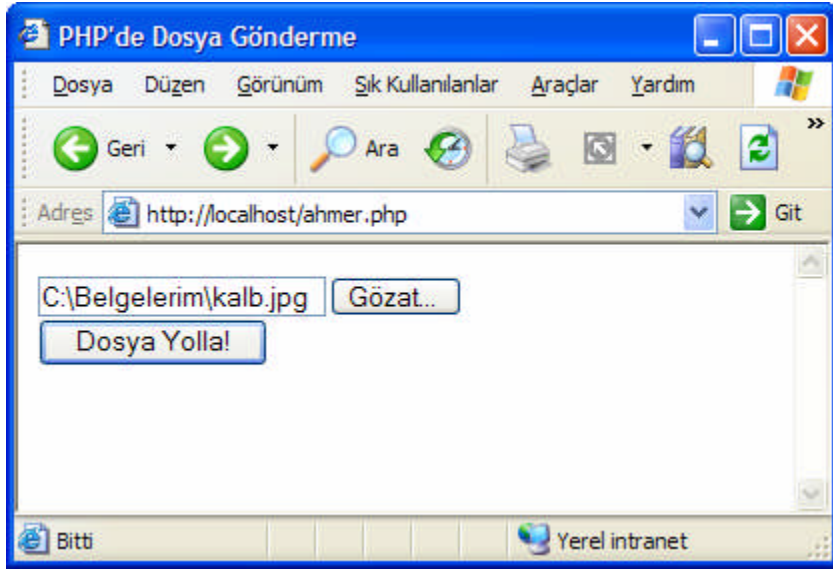 PHP'de Dosya Gönderme
Dosya Düzen Görünüm Sık Kullanılanlar Araçlar Yardım
Geri Ara »
Adres http://localhost/ahmer.php Git
C:\Belgelerim\kalb.jpg Gözat...
Dosya Yolla!
Bitti Yerel intranet